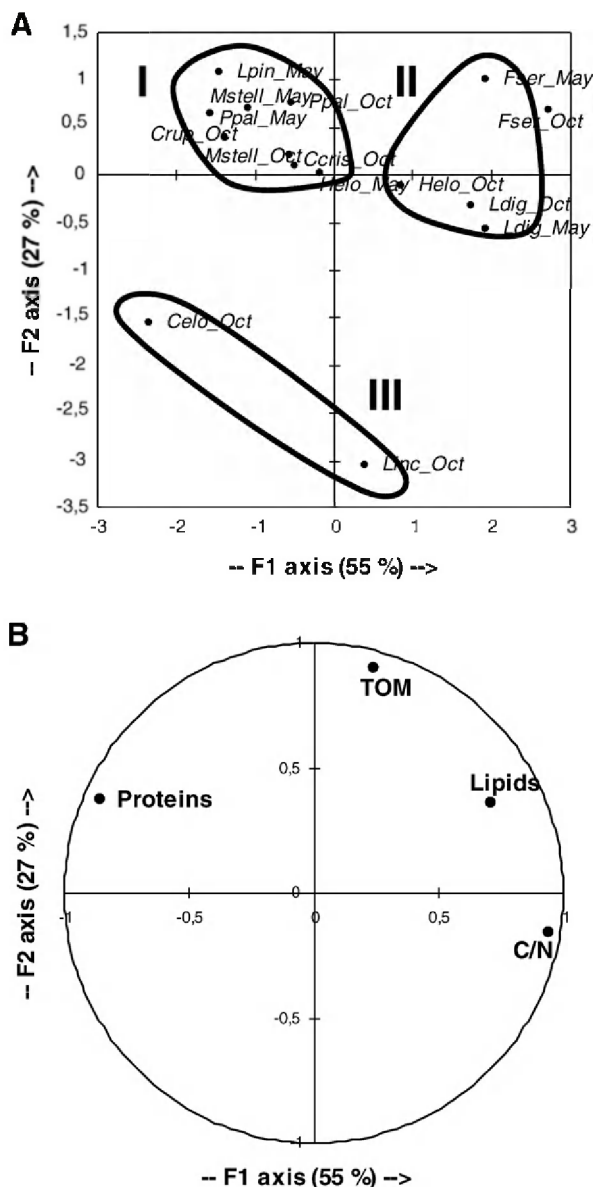 A
1,5
1
0,5
0
-0,5
-1
-1,5
-2
-2,5
-3
-3,5
-- F2 axis (27 %) -->
I
II
III
Lpin_May
Mstell_May
Ppal_Oct
Ppal_May
Crup_Oct
Mstell_Oct
Ccris_Oct
Helo_May
Helo_Oct
Fser_May
Fser_Oct
Ldig_Oct
Ldig_May
Celo_Oct
Linc_Oct
-3 -2 -1 0 1 2 3
-- F1 axis (55 %) -->
B
1
TOM
0,5
Lipids
Proteins
-- F2 axis (27 %) -->
0
-1 -0,5 0 0,5 1
C/N
-0,5
-1
-- F1 axis (55 %) -->